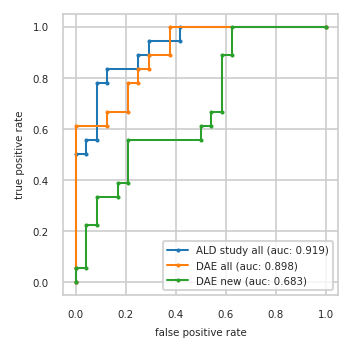 1.0
0.8
0.6
0.4
0.2
0.0
true positive rate
ALD study all (auc: 0.919)
DAE all (auc: 0.898)
DAE new (auc: 0.683)
0.0 0.2 0.4 0.6 0.8 1.0
false positive rate